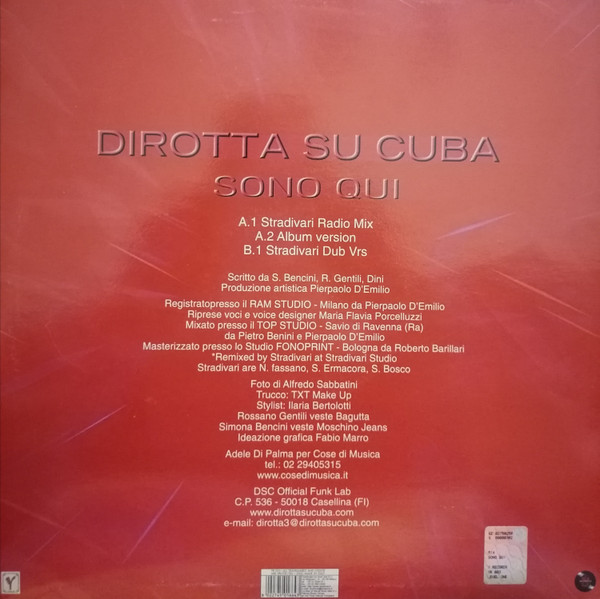 DIROTTA SU CUBA
SONO QUI
A.1 Stradivari Radio Mix
A.2 Album version
B.1 Stradivari Dub Vrs
Scritto da S. Bencini, R. Gentili, Dini
Produzione artistica Pierpaolo D'Emilio
Registratopresso il RAM STUDIO - Milano da Pierpaolo D'Emilio
Riprese voci e voice designer Maria Flavia Porcelluzzi
Mixato presso il TOP STUDIO - Savio di Ravenna (Ra)
da Pietro Benini e Pierpaolo D'Emilio
Masterizzato presso lo Studio FONOPRINT - Bologna da Roberto Barillari
*Remixed by Stradivari at Stradivari Studio
Stradivari are N. fassano, S. Ermacora, S. Bosco
Foto di Alfredo Sabbatini
Trucco: TXT Make Up
Stylist: Ilaria Bertolotti
Rossano Gentili veste Bagutta
Simona Bencini veste Moschino Jeans
Ideazione grafica Fabio Marro
Adele Di Palma per Cose di Musica
tel.: 02 29405315
www.cosedimusica.it
DSC Official Funk Lab
C.P. 536 - 50018 Casellina (FI)
www.dirottasucuba.com
e-mail: dirotta3@dirottasucuba.com